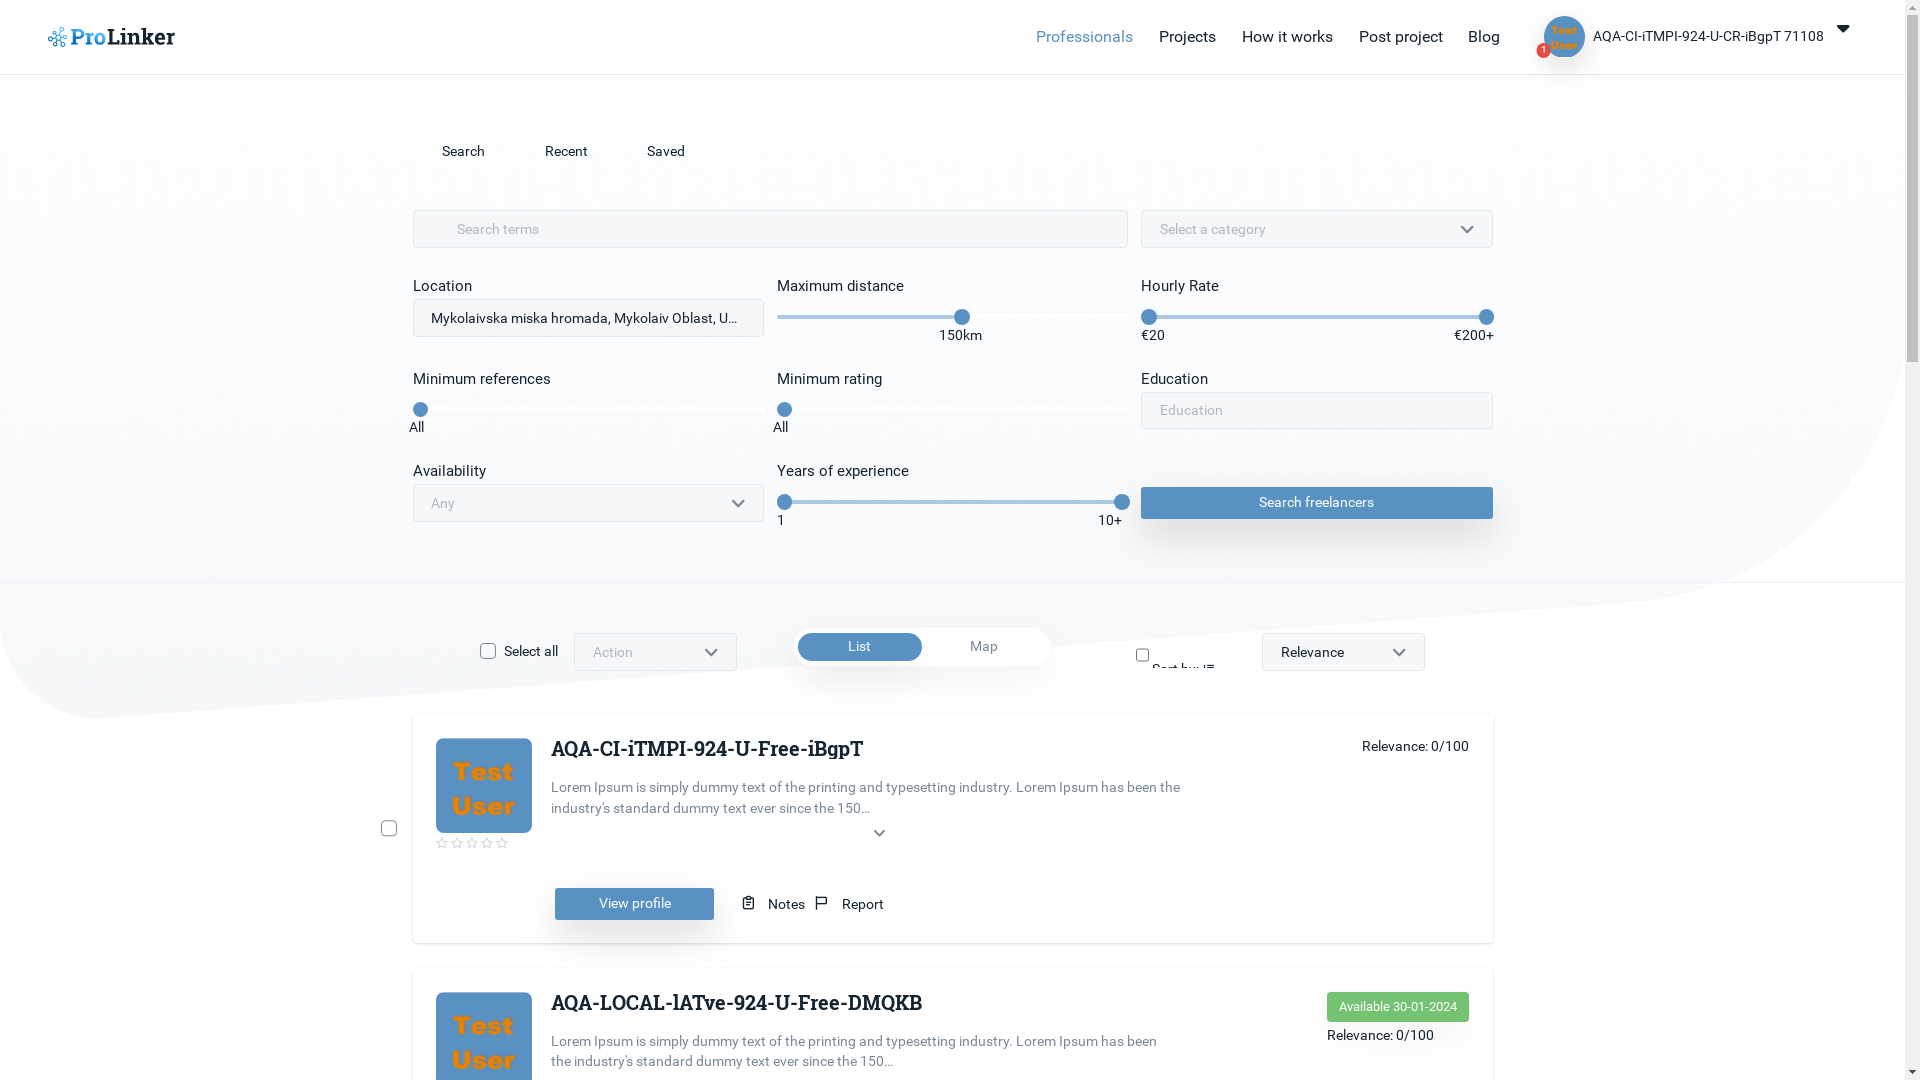 ProLinker
Professionals
Projects
How it works
Post project
Blog
Test
User
1
AQA-CI-iTMPI-924-U-CR-iBgpT 71108
Search
Recent
Saved
Search terms
Select a category
Location
Maximum distance
Hourly Rate
Mykolaivska miska hromada, Mykolaiv Oblast, U...
150km
€20
€200+
Minimum references
Minimum rating
Education
All
All
Education
Availability
Years of experience
Any
1
10+
Search freelancers
Select all
Action
List
Map
Sort by:
Relevance
Test
User
AQA-CI-iTMPI-924-U-Free-iBgpT
Relevance: 0/100
Lorem Ipsum is simply dummy text of the printing and typesetting industry. Lorem Ipsum has been the
industry's standard dummy text ever since the 150...
View profile
Notes
Report
Test
User
AQA-LOCAL-lATve-924-U-Free-DMQKB
Available 30-01-2024
Relevance: 0/100
Lorem Ipsum is simply dummy text of the printing and typesetting industry. Lorem Ipsum has been
the industry's standard dummy text ever since the 150...